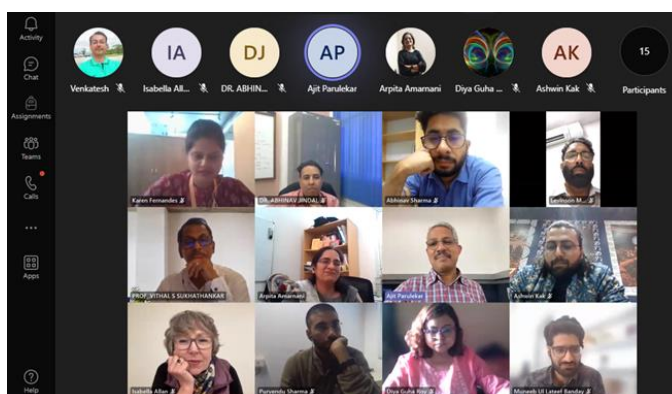 Activity
Chat
Assignments
Teams
Calls
Apps
Help
IA
DJ
AP
AK
15
Venkatesh
Isabella All...
DR. ABHIN...
Ajit Parulekar
Arpita Amarnani
Diya Guha ...
Ashwin Kak
Participants
Karen Fernandes
DR. ABHINAV JINDAL
Abhinav Sharma
Levinson M...
PROF. VITHAL S SUKHATHANKAR
Arpita Amarnani
Ajit Parulekar
Ashwin Kak
Isabella Allan
Purvendu Sharma
Diya Guha Roy
Muneeb Ul Lateef Banday